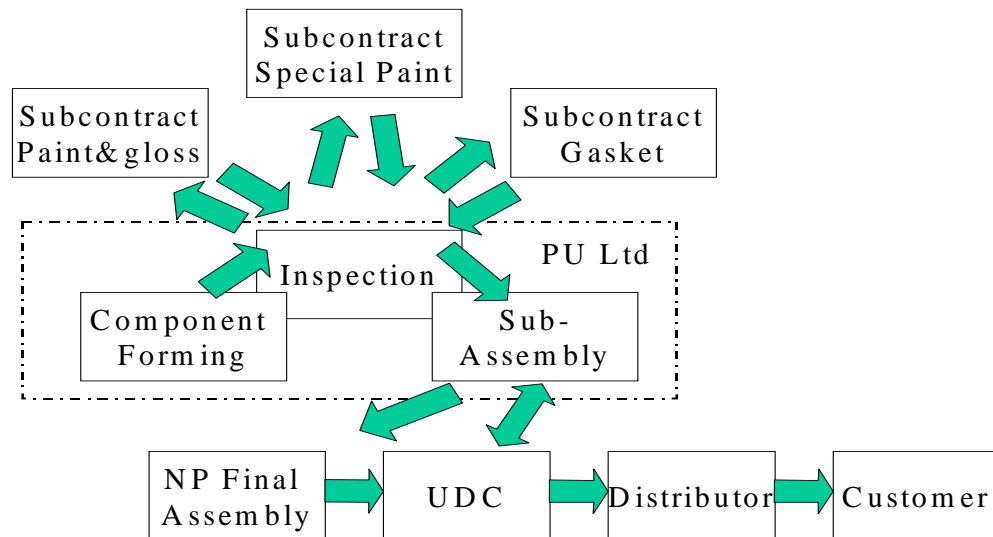 Subcontract
Special Paint
Subcontract
Paint&gloss
Subcontract
Gasket
PU Ltd
Inspection
Component
Forming
Sub-
Assembly
NP Final
Assembly
UDC
Distributor
Customer